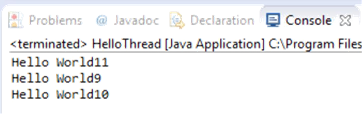 Problems @ Javadoc Declaration Console
<terminated> HelloThread [Java Application] C:\Program Files
Hello World11
Hello World9
Hello World10